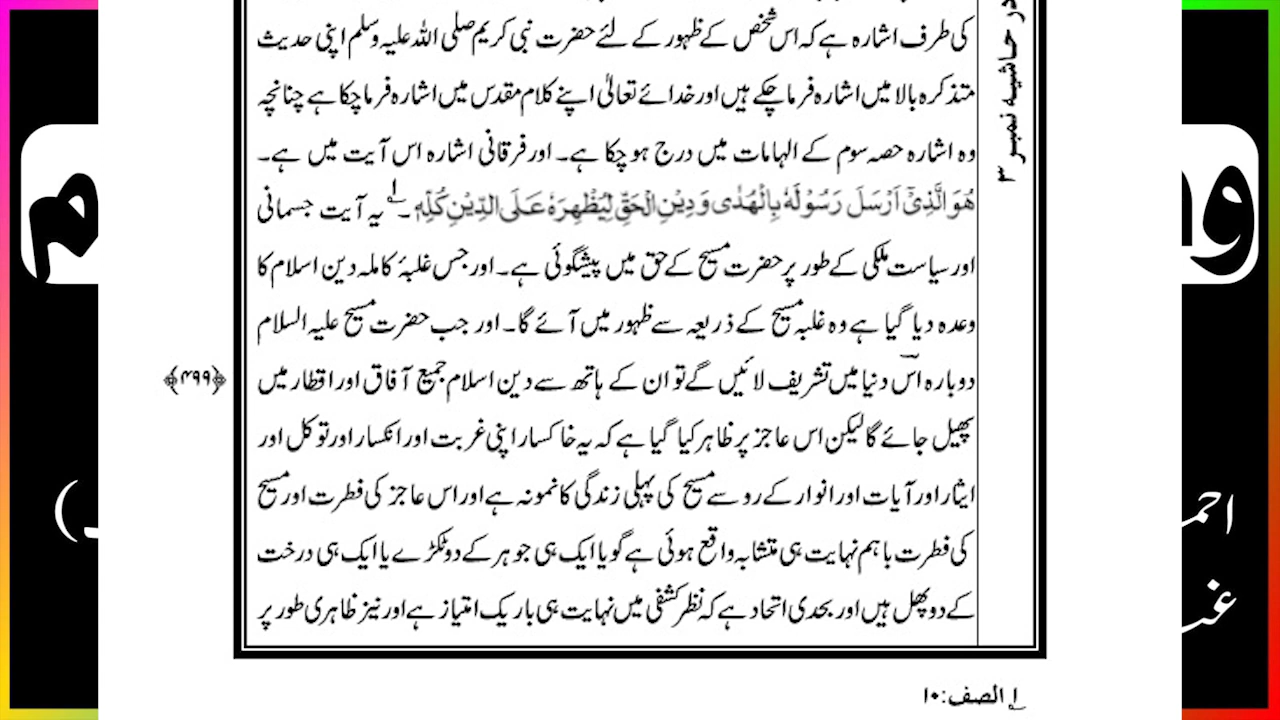 کی طرف اشارہ ہے کہ اس شخص کے ظہور کے لئے حضرت نبی کریم صلی اللہ علیہ وسلم اپنی حدیث
متذکرہ بالا میں اشارہ فرما چکے ہیں اور خدائے تعالیٰ اپنے کلام مقدس میں اشارہ فرما چکا ہے چنانچہ
وہ اشارہ حصہ سوم کے الہامات میں درج ہو چکا ہے۔ اور فرقانی اشارہ اس آیت میں ہے۔
هُوَ الَّذِيْٓ اَرْسَلَ رَسُوْلَهٗ بِالْهُدٰى وَدِيْنِ الْحَقِّ لِيُظْهِرَهٗ عَلَى الدِّيْنِ كُلِّهٖ ۔ ۱ یہ آیت جسمانی
اور سیاست ملکی کے طور پر حضرت مسیح کے حق میں پیشگوئی ہے۔ اور جس غلبۂ کاملہ دین اسلام کا
وعدہ دیا گیا ہے وہ غلبہ مسیح کے ذریعہ سے ظہور میں آئے گا۔ اور جب حضرت مسیح علیہ السلام
دوبارہ اس دنیا میں تشریف لائیں گے تو ان کے ہاتھ سے دین اسلام جمیع آفاق اور اقطار میں
﴿۴۹۹﴾
پھیل جائے گا لیکن اس عاجز پر ظاہر کیا گیا ہے کہ یہ خاکسار اپنی غربت اور انکسار اور توکل اور
ایثار اور آیات اور انوار کے رو سے مسیح کی پہلی زندگی کا نمونہ ہے اور اس عاجز کی فطرت اور مسیح
کی فطرت باہم نہایت ہی متشابہ واقع ہوئی ہے گویا ایک ہی جوہر کے دو ٹکڑے یا ایک ہی درخت
کے دو پھل ہیں اور بحدی اتحاد ہے کہ نظر کشفی میں نہایت ہی باریک امتیاز ہے اور نیز ظاہری طور پر
در حاشیہ نمبر ۳
۱ الصف: ۱۰